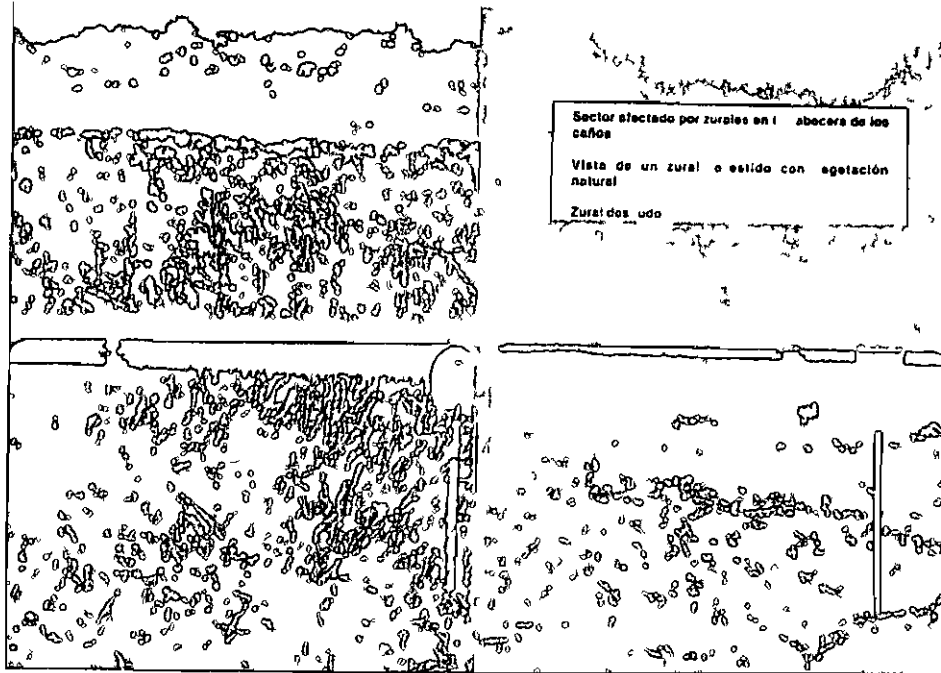 Sector afectado por zurales en l abecera de los
caños
Vista de un zural e estido con egetación
natural
Zural des udo